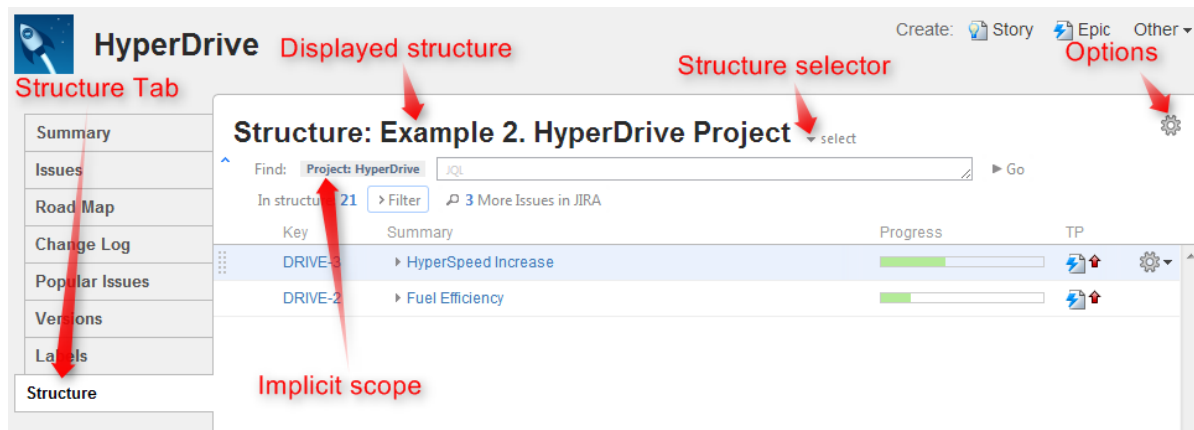 HyperDrive
Create: Story Epic Other
Displayed structure
Structure selector
Options
Structure Tab
Summary
Issues
Road Map
Change Log
Popular Issues
Versions
Labels
Structure
Structure: Example 2. HyperDrive Project select
Find: Project: HyperDrive JQL Go
In structure 21 Filter 3 More Issues in JIRA
Key Summary Progress TP
DRIVE-3 HyperSpeed Increase
DRIVE-2 Fuel Efficiency
Implicit scope